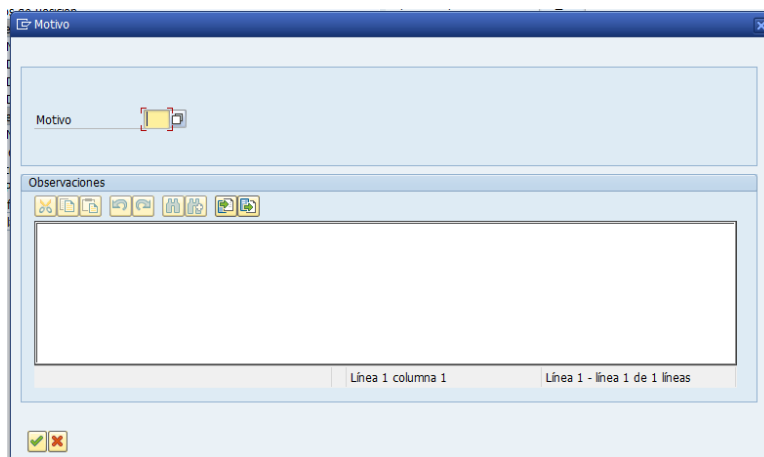 Motivo
Motivo
Observaciones
Línea 1 columna 1
Línea 1 - línea 1 de 1 líneas